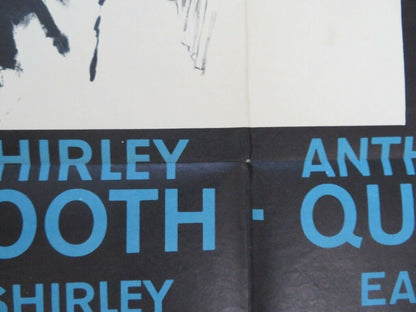 HIRLEY ANTH
OOTH · QU
SHIRLEY EA